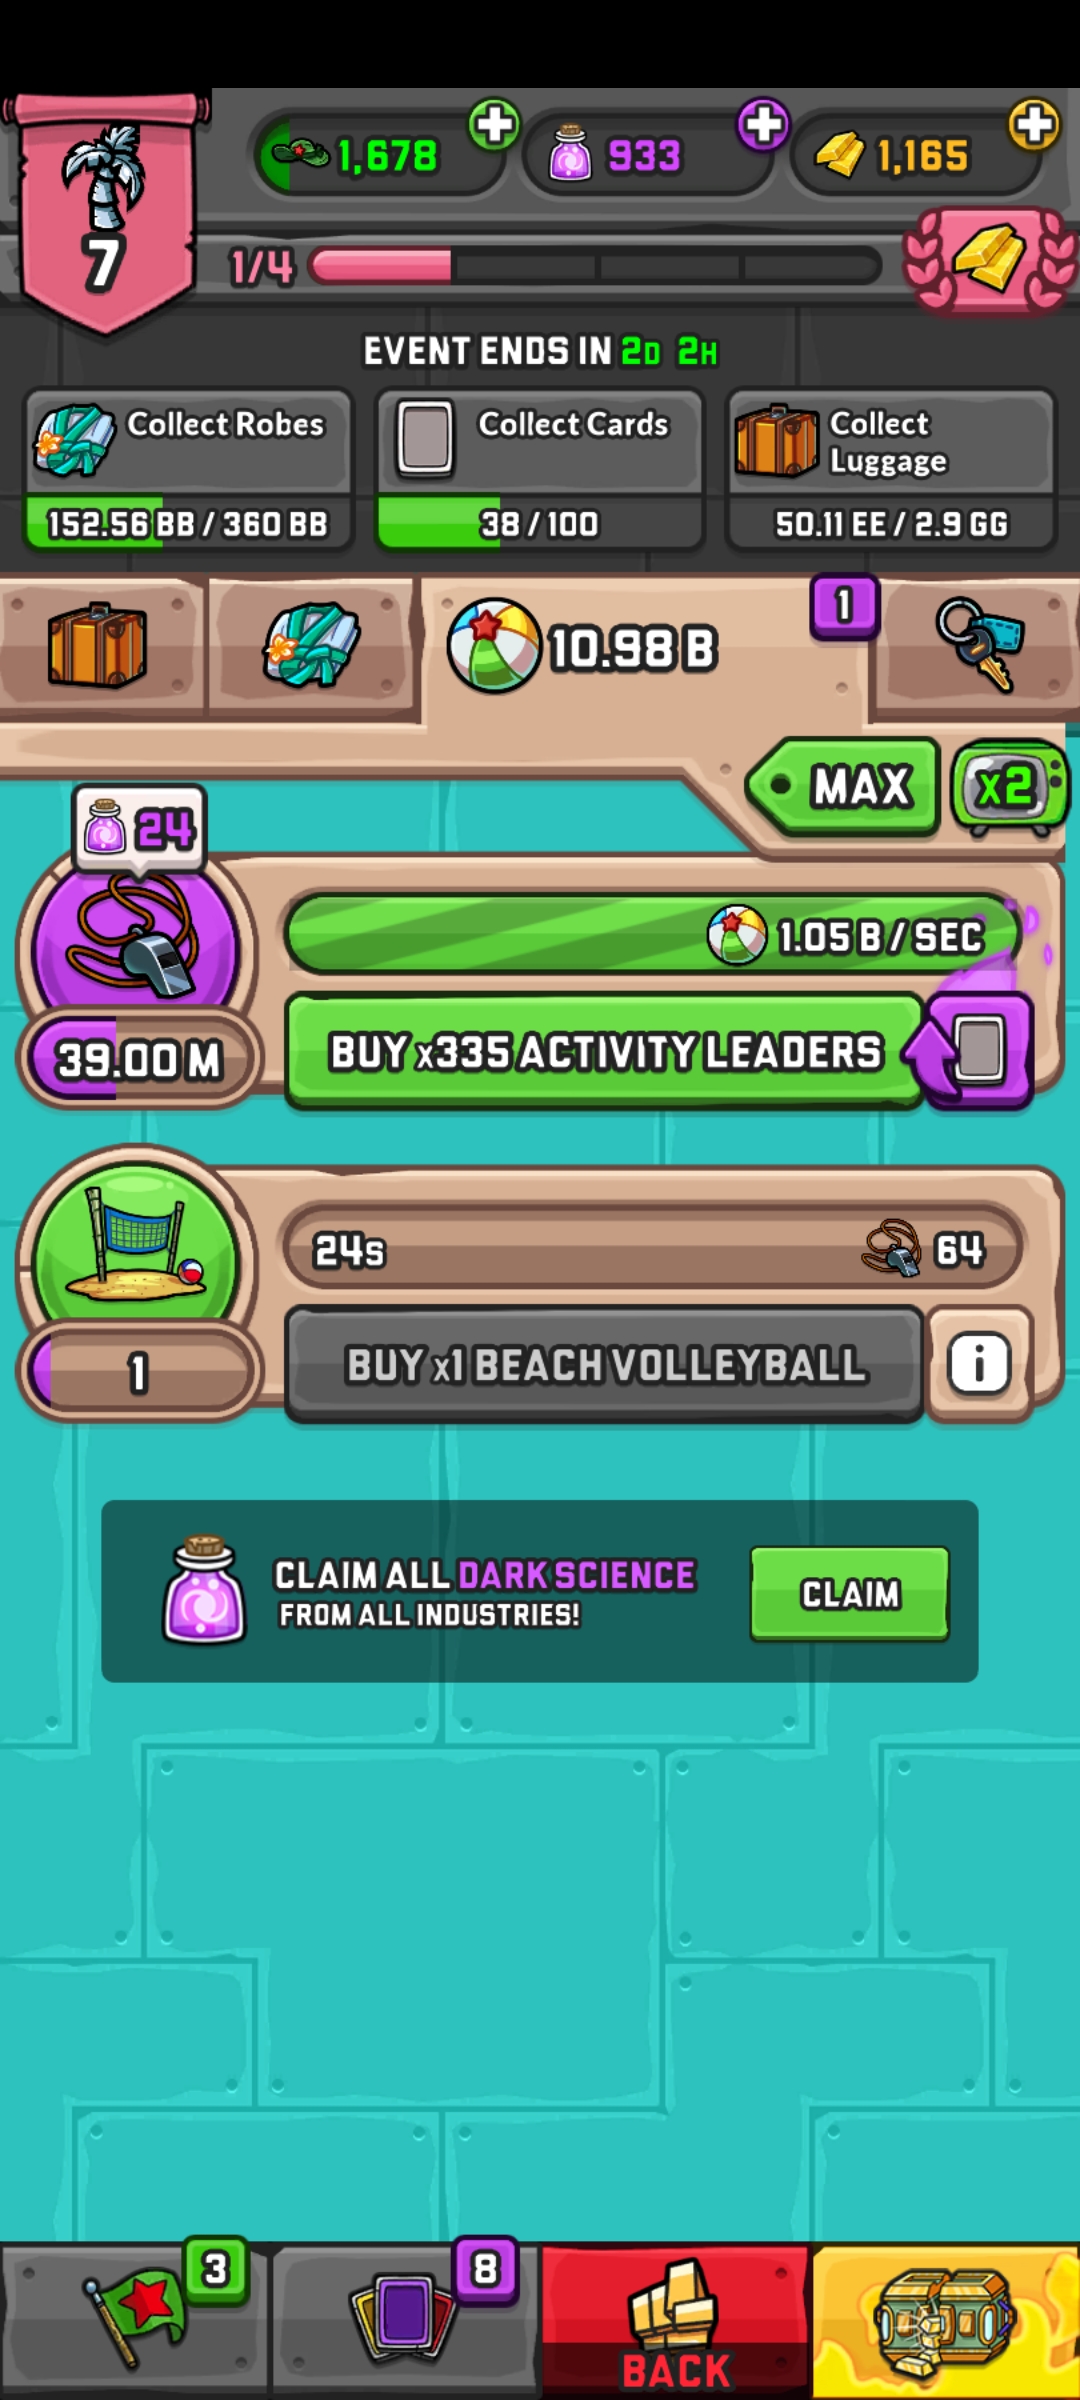 1,678
933
1,165
7
1/4
EVENT ENDS IN 2D 2H
Collect Robes
152.56 BB / 360 BB
Collect Cards
38 / 100
Collect
Luggage
50.11 EE / 2.9 GG
10.98 B
1
MAX
x2
24
1.05 B / SEC
39.00 M
BUY x335 ACTIVITY LEADERS
24s
64
1
BUY x1 BEACH VOLLEYBALL
i
CLAIM ALL DARK SCIENCE
FROM ALL INDUSTRIES!
CLAIM
3
8
BACK